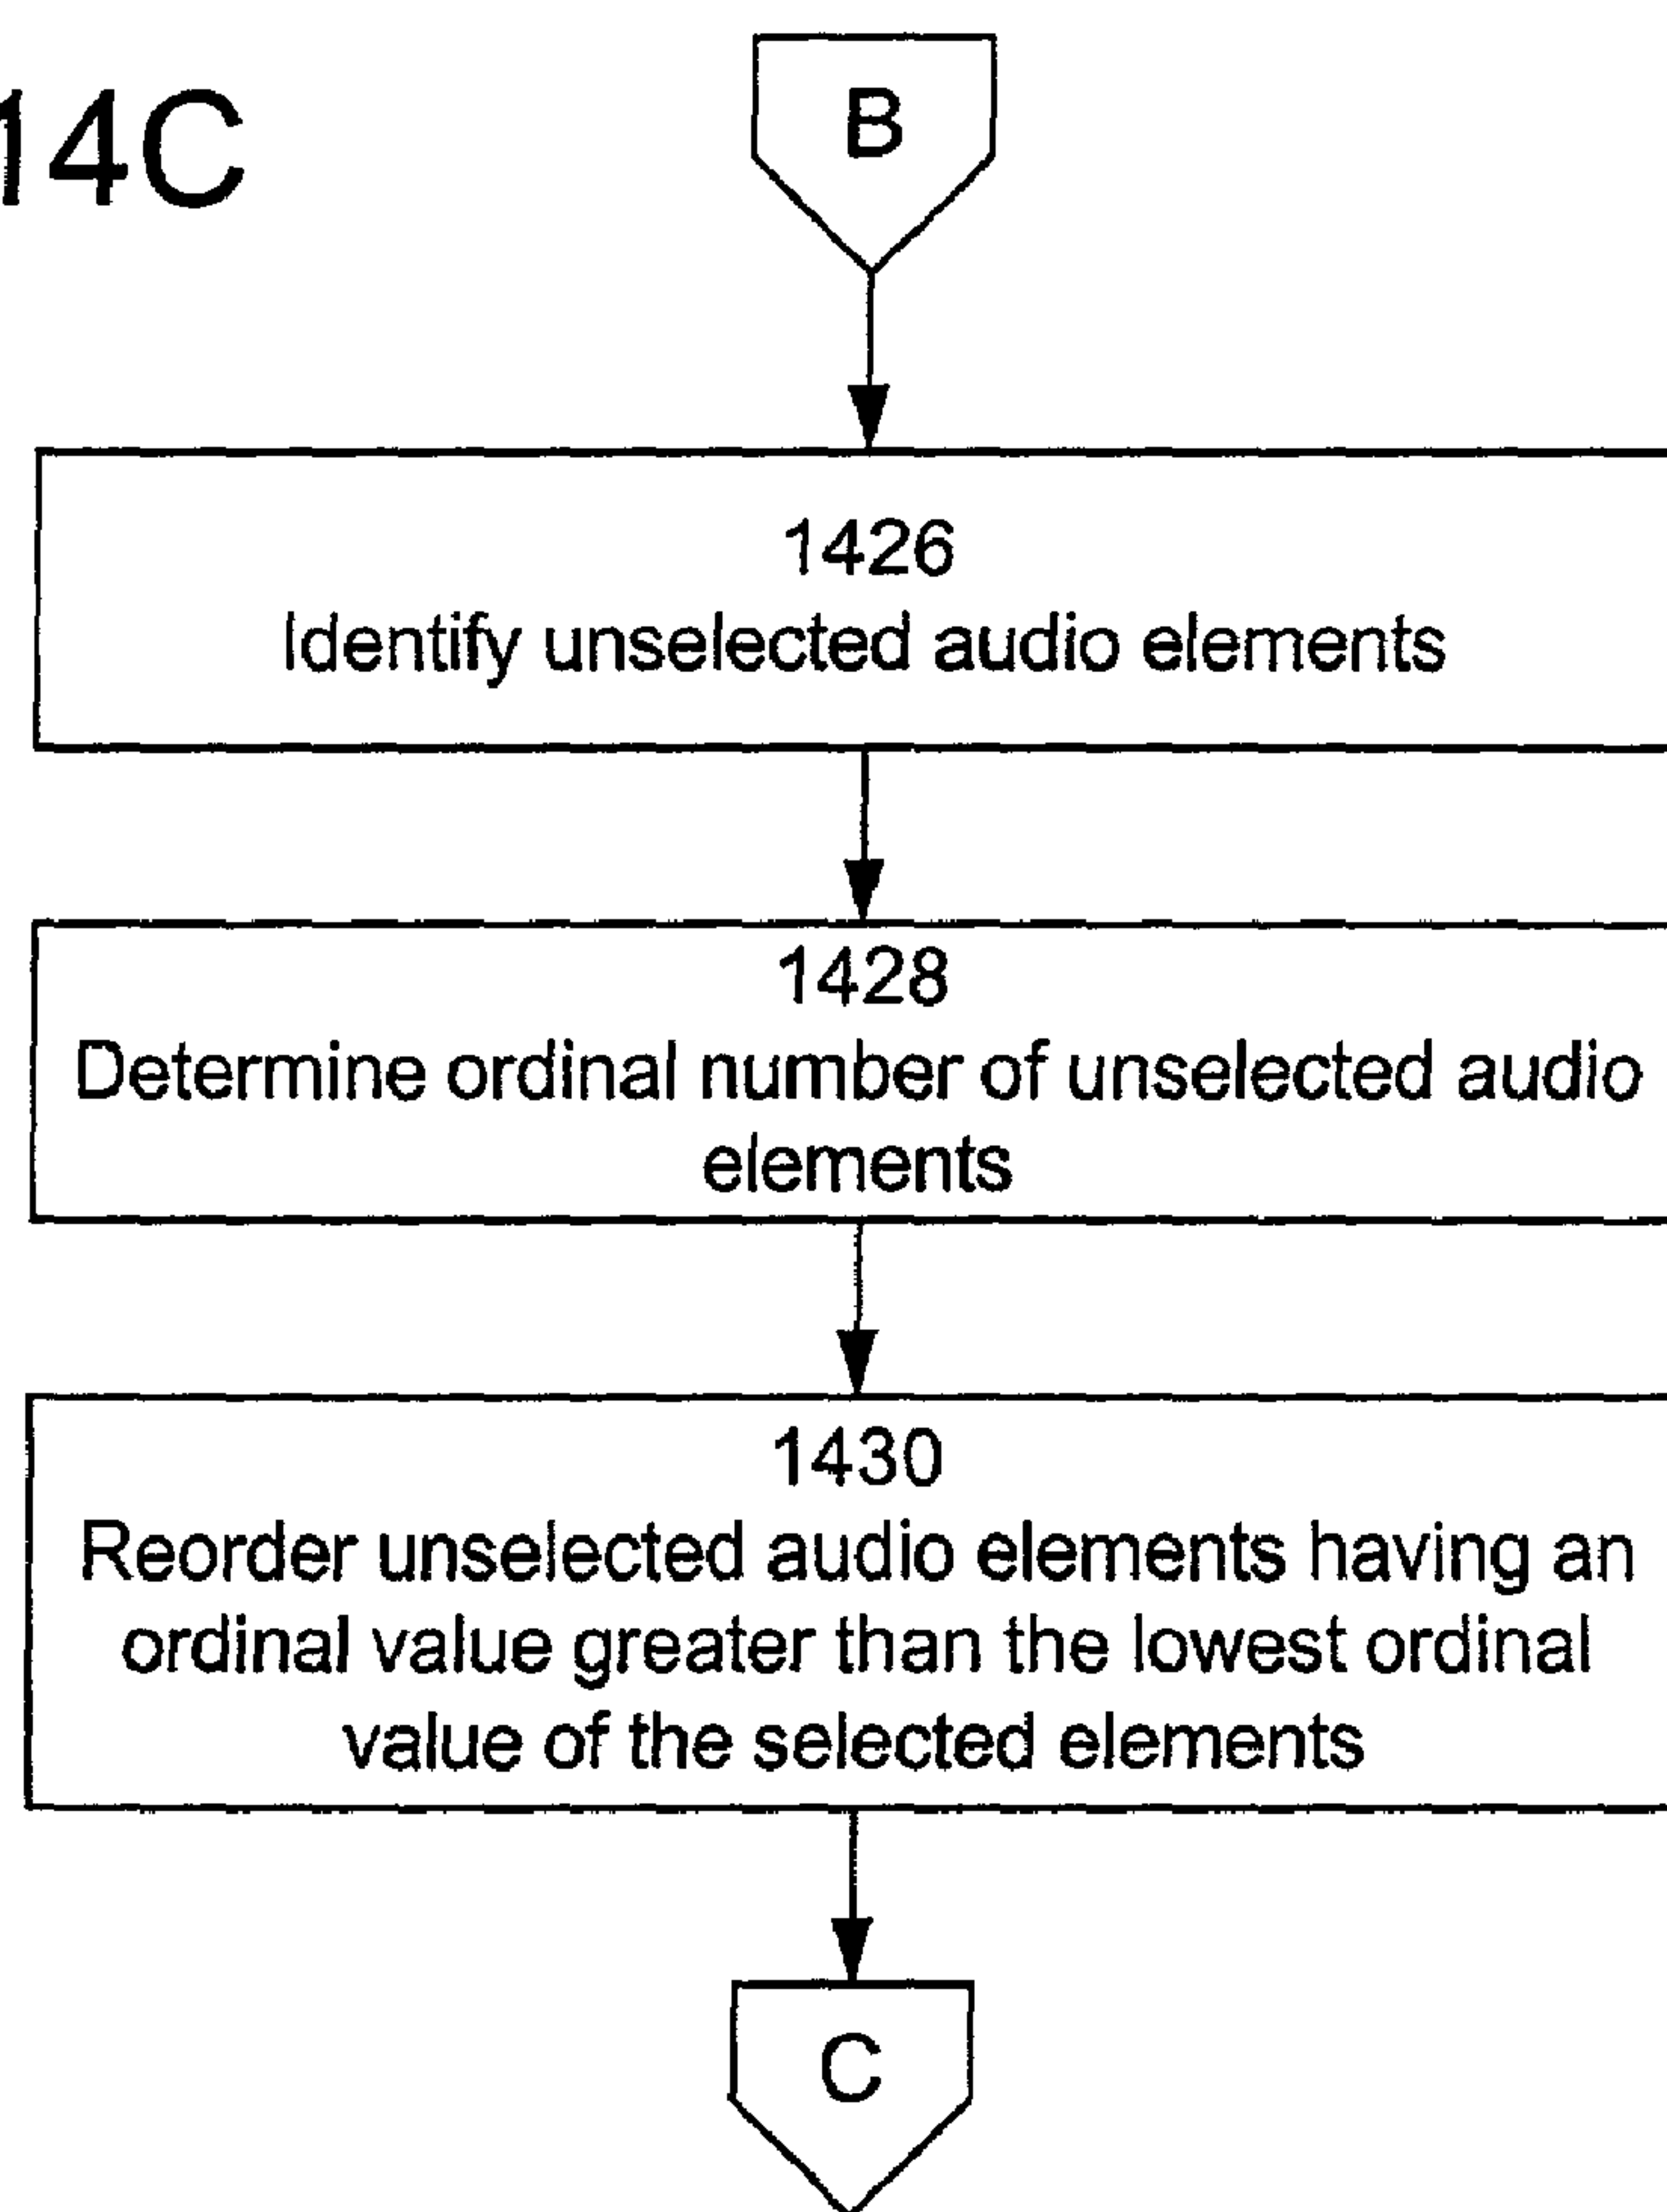 14C
B
1426
Identify unselected audio elements
1428
Determine ordinal number of unselected audio
elements
1430
Reorder unselected audio elements having an
ordinal value greater than the lowest ordinal
value of the selected elements
C